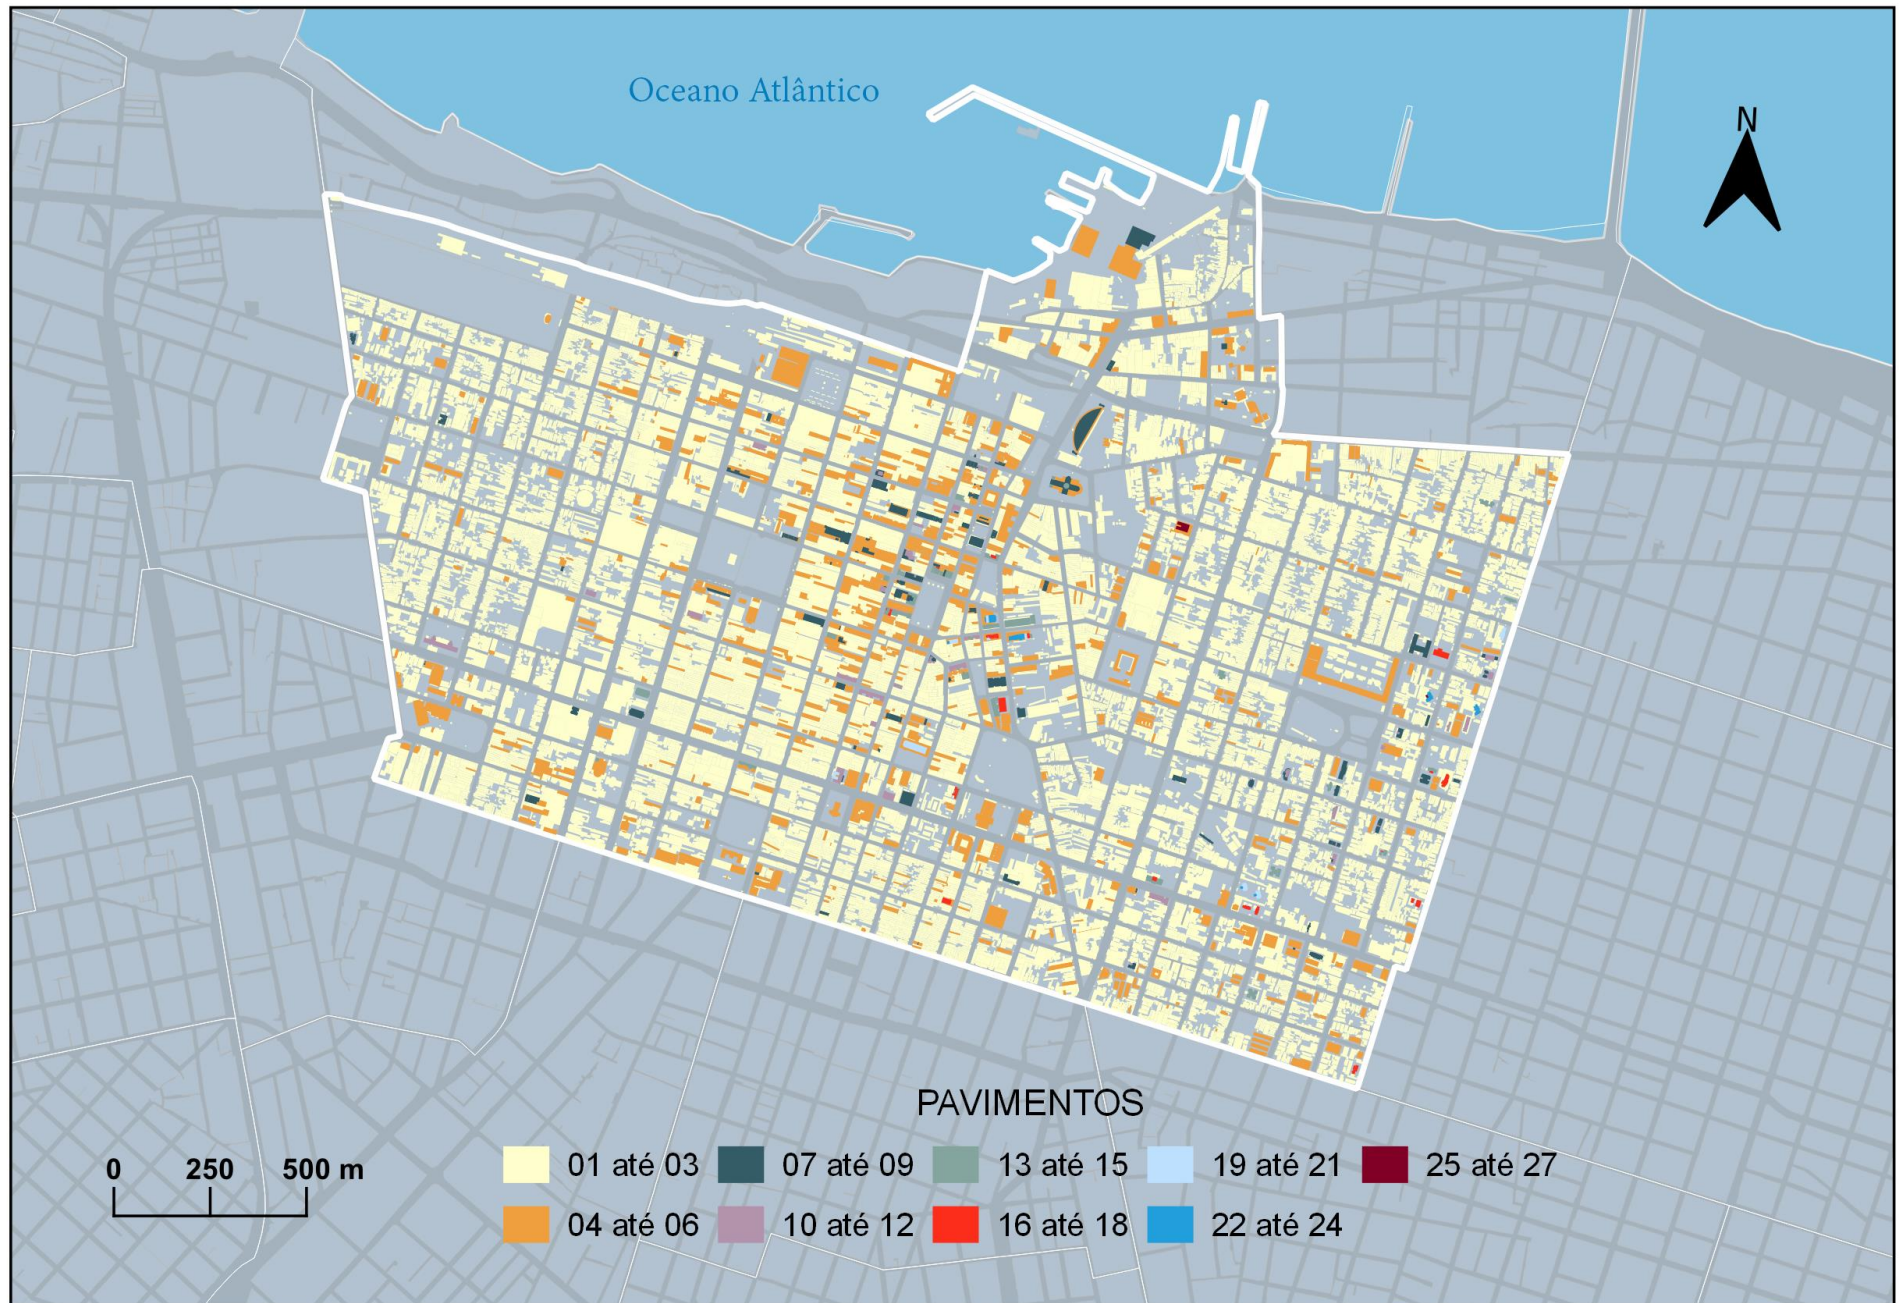 Oceano Atlântico
N
PAVIMENTOS
0 250 500 m
01 até 03 07 até 09 13 até 15 19 até 21 25 até 27
04 até 06 10 até 12 16 até 18 22 até 24